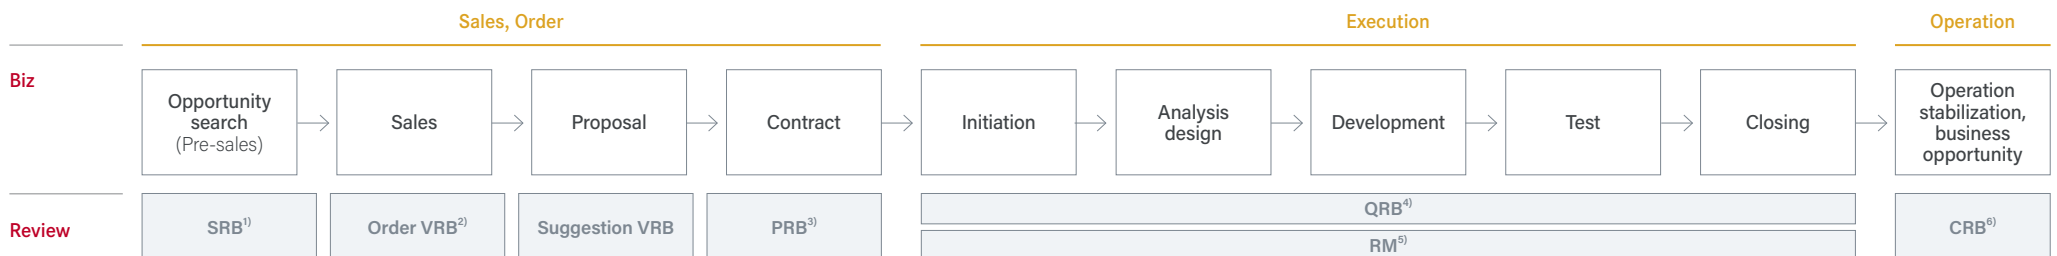 Sales, Order
Execution
Operation
Biz
Opportunity
search
(Pre-sales)
Sales
Proposal
Contract
Initiation
Analysis
design
Development
Test
Closing
Operation
stabilization,
business
opportunity
Review
SRB1)
Order VRB2)
Suggestion VRB
PRB3)
QRB4)
RM5)
CRB6)